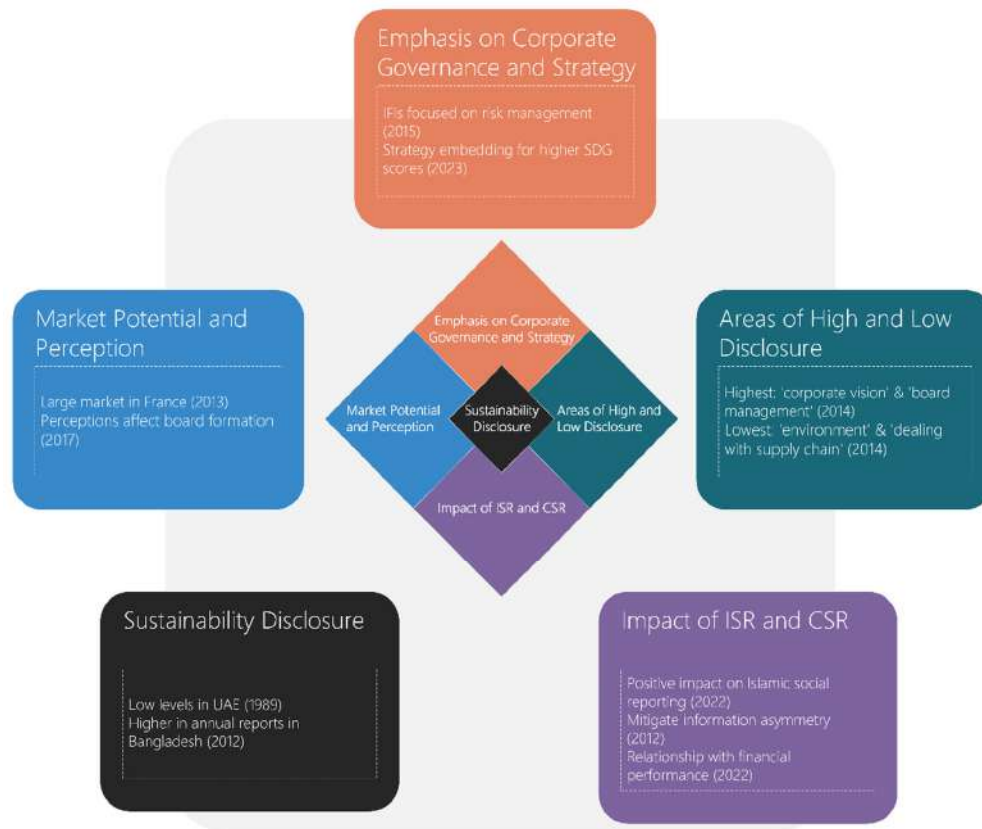 Emphasis on Corporate
Governance and Strategy
IFIs focused on risk management
(2015)
Strategy embedding for higher SDG
scores (2023)
Market Potential and
Perception
Large market in France (2013)
Perceptions affect board formation
(2017)
Areas of High and Low
Disclosure
Highest: 'corporate vision' & 'board
management' (2014)
Lowest: 'environment' & 'dealing
with supply chain' (2014)
Emphasis on Corporate
Governance and Strategy
Market Potential
and Perception
Sustainability
Disclosure
Areas of High and
Low Disclosure
Impact of ISR and CSR
Sustainability Disclosure
Low levels in UAE (1989)
Higher in annual reports in
Bangladesh (2012)
Impact of ISR and CSR
Positive impact on Islamic social
reporting (2022)
Mitigate information asymmetry
(2012)
Relationship with financial
performance (2022)